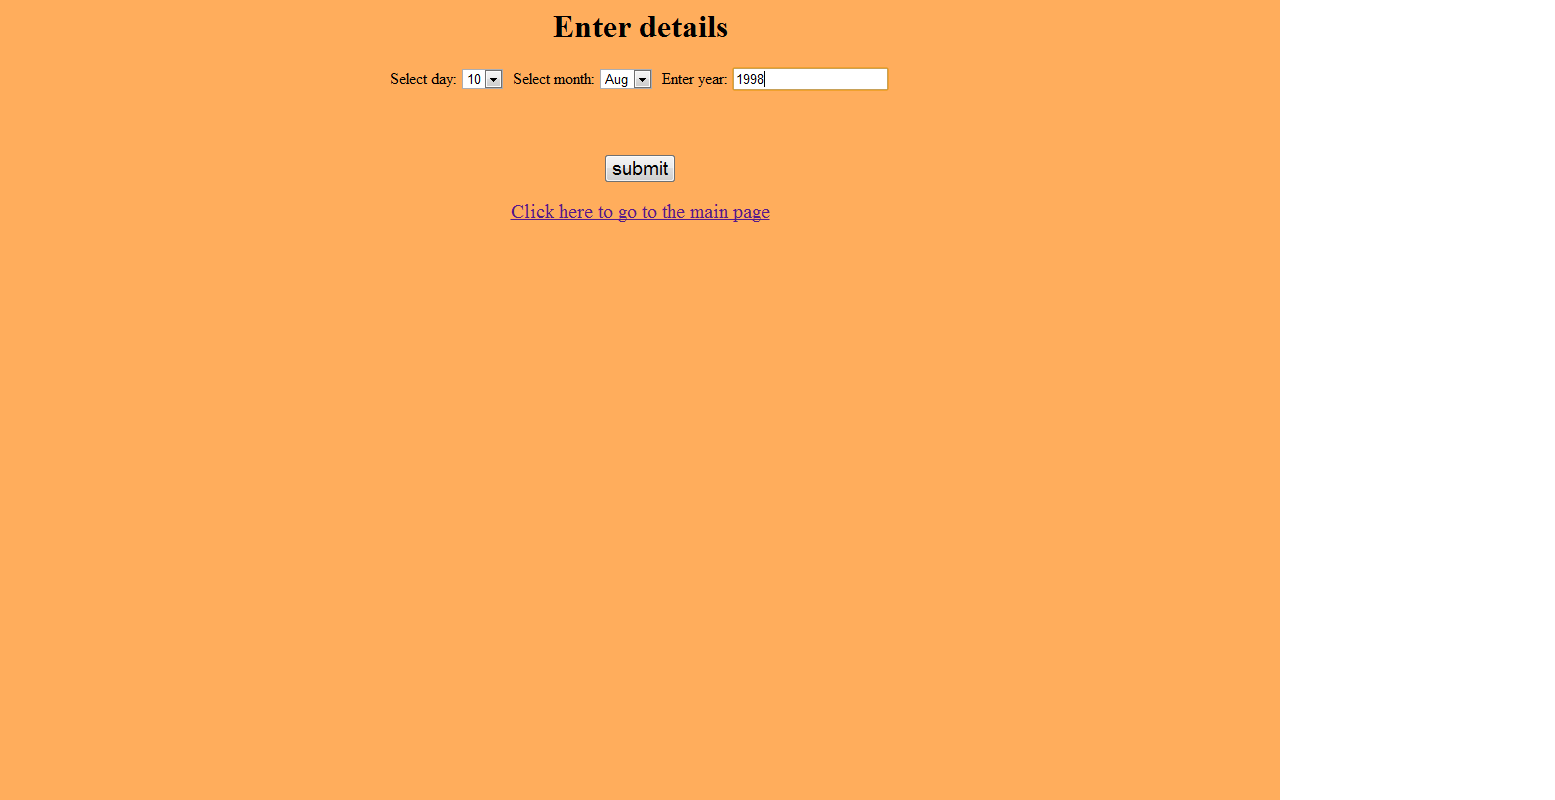 Enter details
Select day: 10 Select month: Aug Enter year: 1998
submit
Click here to go to the main page